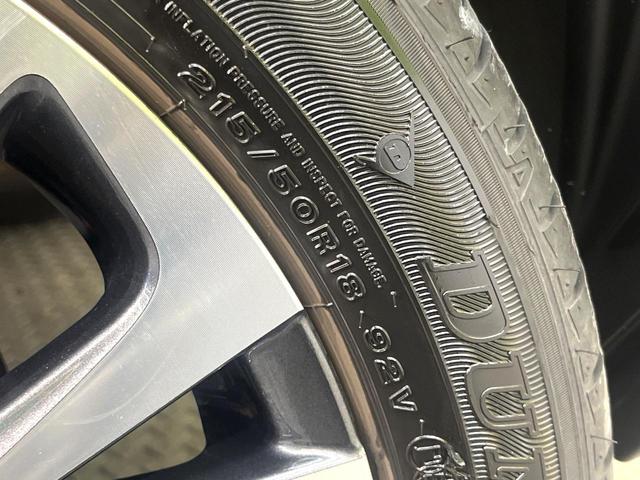 INFLATION PRESSURE AND INSPECT FOR DAMAGE.
215/50R18 92V
D
DUN